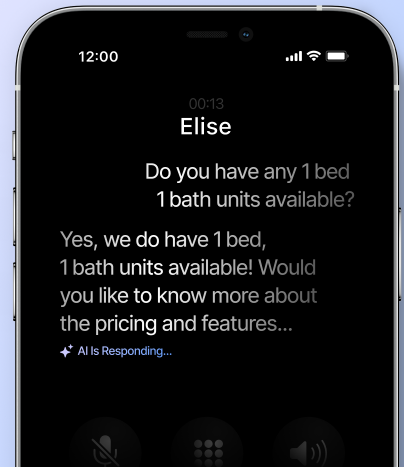 12:00
00:13
Elise
Do you have any 1 bed
1 bath units available?
Yes, we do have 1 bed,
1 bath units available! Would
you like to know more about
the pricing and features...
AI Is Responding...